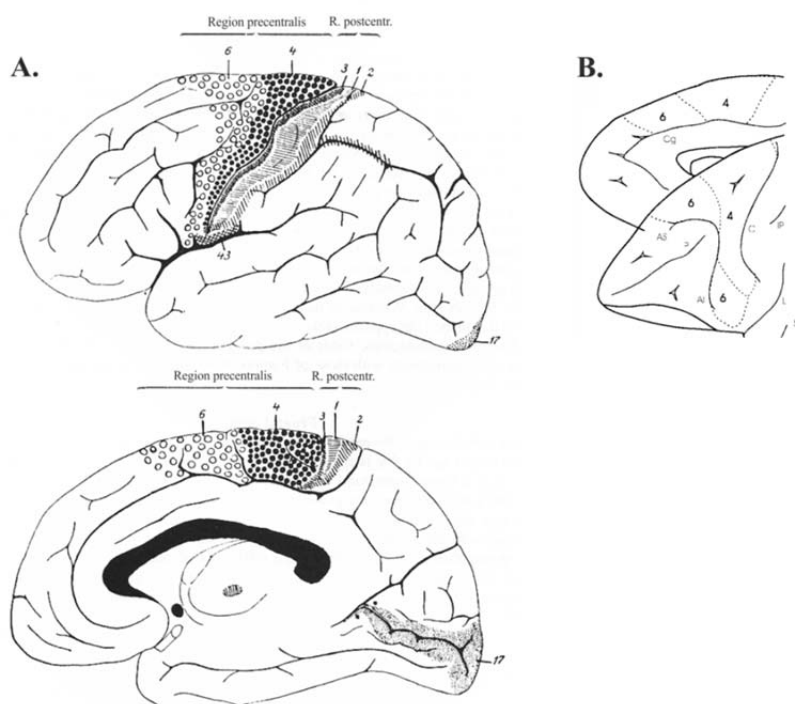 Region precentralis R. postcentr.
A.
6 4 3 1 2
43
17
Region precentralis R. postcentr.
6 4 3 1 2
17
B.
6 4
Cg
6 4
AS C IP
P
AI 6 L